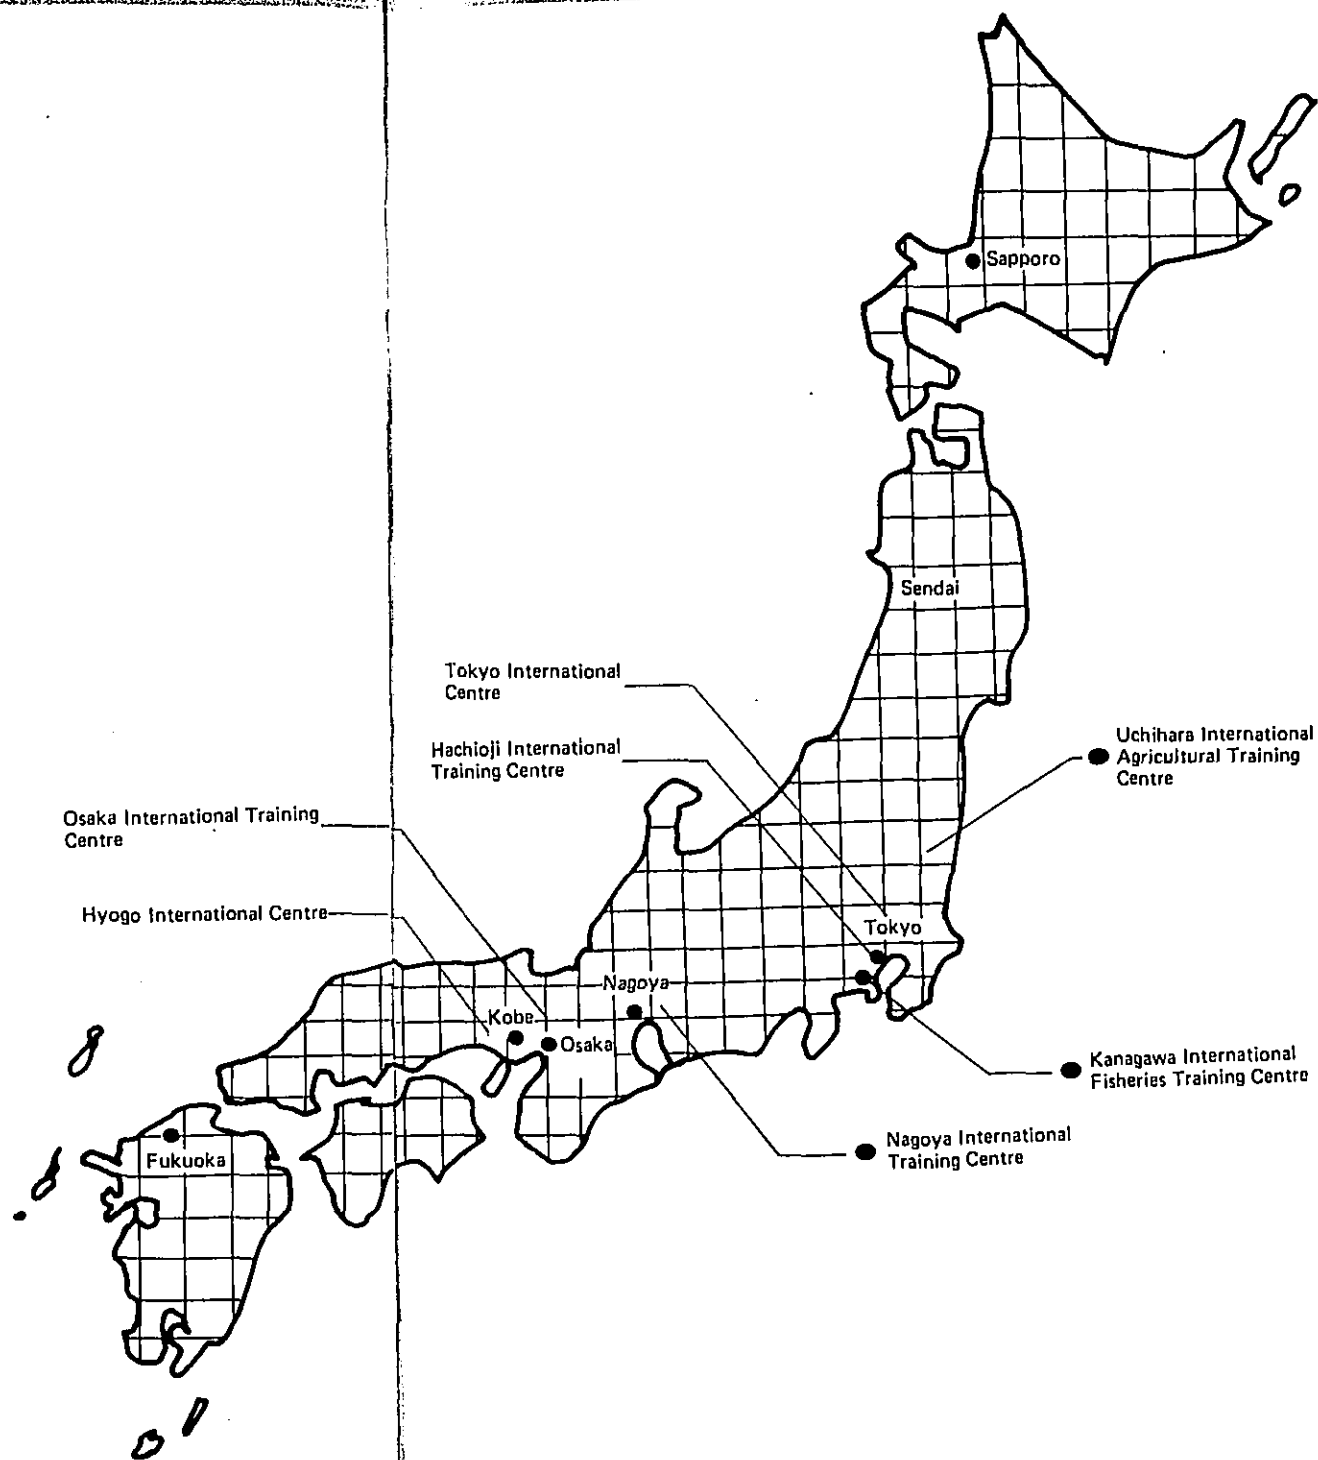 Sapporo
Sendai
Tokyo International
Centre
Hachioji International
Training Centre
Uchihara International
Agricultural Training
Centre
Osaka International Training
Centre
Hyogo International Centre
Tokyo
Nagoya
Kobe
Osaka
Kanagawa International
Fisheries Training Centre
Nagoya International
Training Centre
Fukuoka